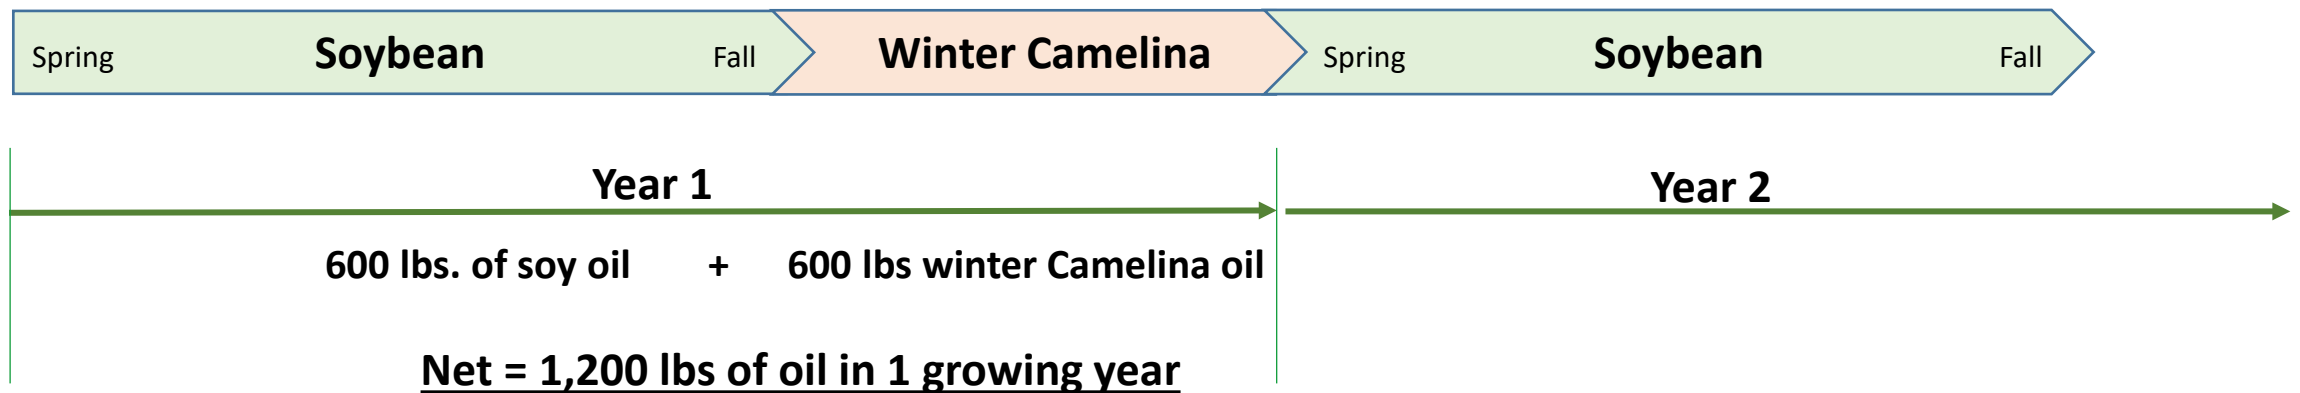 Spring Soybean Fall Winter Camelina Spring Soybean Fall
Year 1 Year 2
600 lbs. of soy oil + 600 lbs winter Camelina oil
Net = 1,200 lbs of oil in 1 growing year